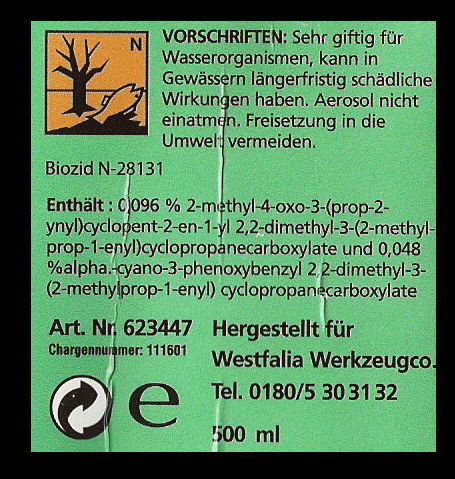 N
VORSCHRIFTEN: Sehr giftig für
Wasserorganismen, kann in
Gewässern längerfristig schädliche
Wirkungen haben. Aerosol nicht
einatmen. Freisetzung in die
Umwelt vermeiden.
Biozid N-28131
Enthält : 0,096 % 2-methyl-4-oxo-3-(prop-2-
ynyl)cyclopent-2-en-1-yl 2,2-dimethyl-3-(2-methyl-
prop-1-enyl)cyclopropanecarboxylate und 0,048
%alpha.-cyano-3-phenoxybenzyl 2,2-dimethyl-3-
(2-methylprop-1-enyl) cyclopropanecarboxylate
Art. Nr. 623447
Chargennummer: 111601
Hergestellt für
Westfalia Werkzeugco.
Tel. 0180/5 30 31 32
e
500 ml